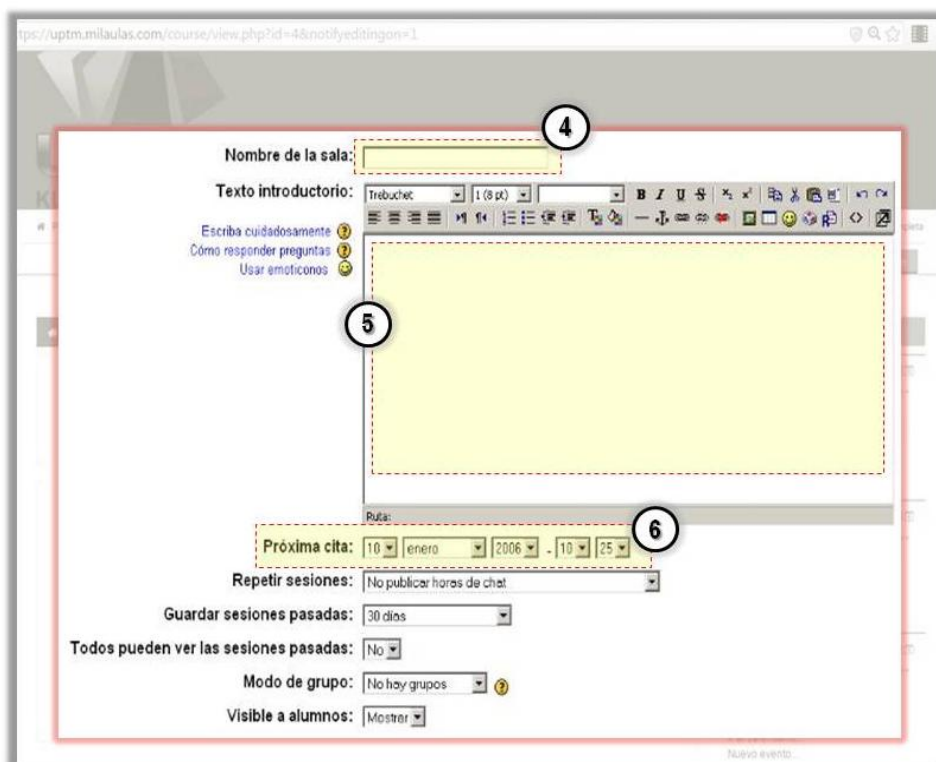 tps://uptm.milaulas.com/course/view.php?id=4&notifyeditingon=1
4
Nombre de la sala:
Texto introductorio:
Trebuchet
1 (8 pt)
Escriba cuidadosamente
Cómo responder preguntas
Usar emoticonos
5
Ruta:
6
Próxima cita: 10 enero 2006 - 10 25
Repetir sesiones: No publicar horas de chat
Guardar sesiones pasadas: 30 días
Todos pueden ver las sesiones pasadas: No
Modo de grupo: No hay grupos
Visible a alumnos: Mostrar
Nuevo evento...